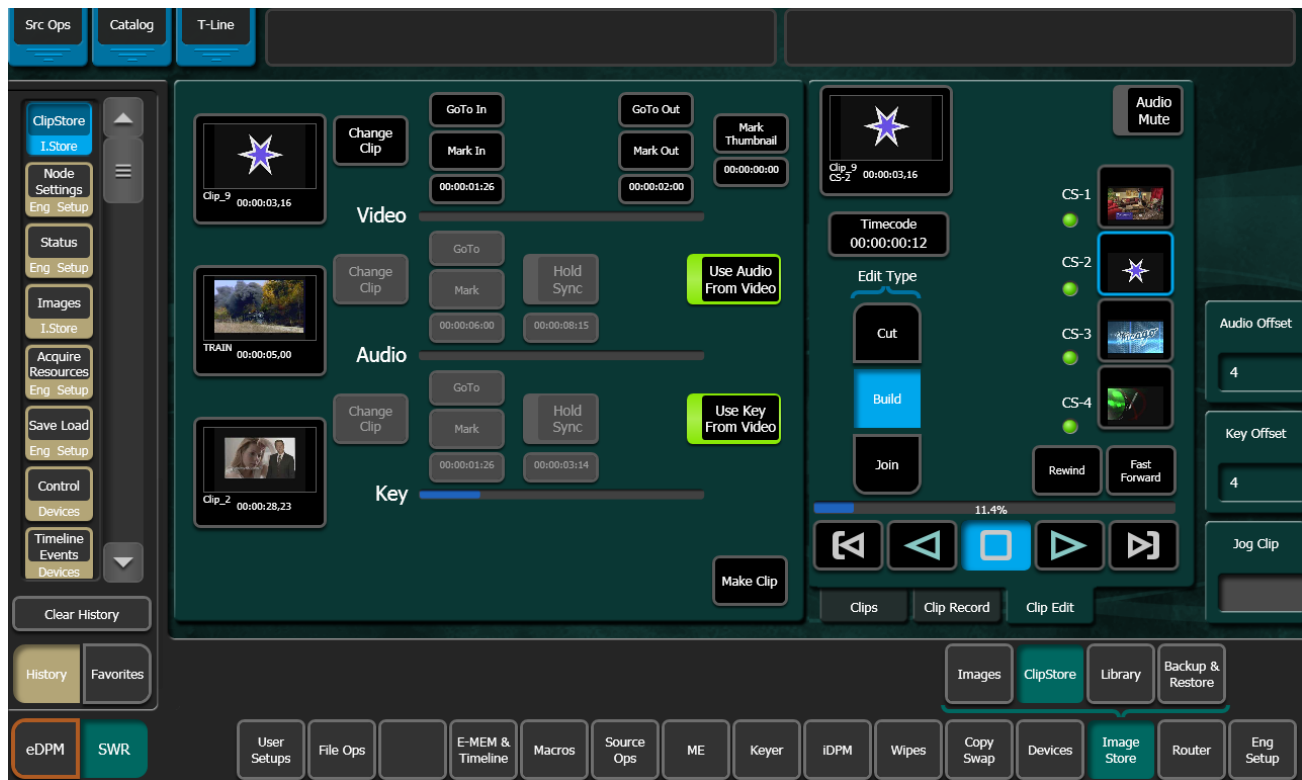 Src Ops
Catalog
T-Line
ClipStore
I.Store
Node
Settings
Eng Setup
Status
Eng Setup
Images
I.Store
Acquire
Resources
Eng Setup
Save Load
Eng Setup
Control
Devices
Timeline
Events
Devices
Clear History
History
Favorites
Clip_9 00:00:03,16
Change
Clip
GoTo In
Mark In
00:00:01:26
GoTo Out
Mark Out
00:00:02:00
Mark
Thumbnail
00:00:00:00
Video
TRAIN 00:00:05,00
Change
Clip
GoTo
Mark
00:00:06:00
Hold
Sync
00:00:08:15
Use Audio
From Video
Audio
Clip_2 00:00:28,23
Change
Clip
GoTo
Mark
00:00:01:26
Hold
Sync
00:00:03:14
Use Key
From Video
Key
Make Clip
Clip_9
CS-2 00:00:03,16
Audio
Mute
Timecode
00:00:00:12
Edit Type
Cut
Build
Join
CS-1
CS-2
CS-3
Chicago
CS-4
Rewind
Fast
Forward
11.4%
Clips
Clip Record
Clip Edit
Audio Offset
4
Key Offset
4
Jog Clip
Images
ClipStore
Library
Backup &
Restore
eDPM
SWR
User
Setups
File Ops
E-MEM &
Timeline
Macros
Source
Ops
ME
Keyer
iDPM
Wipes
Copy
Swap
Devices
Image
Store
Router
Eng
Setup